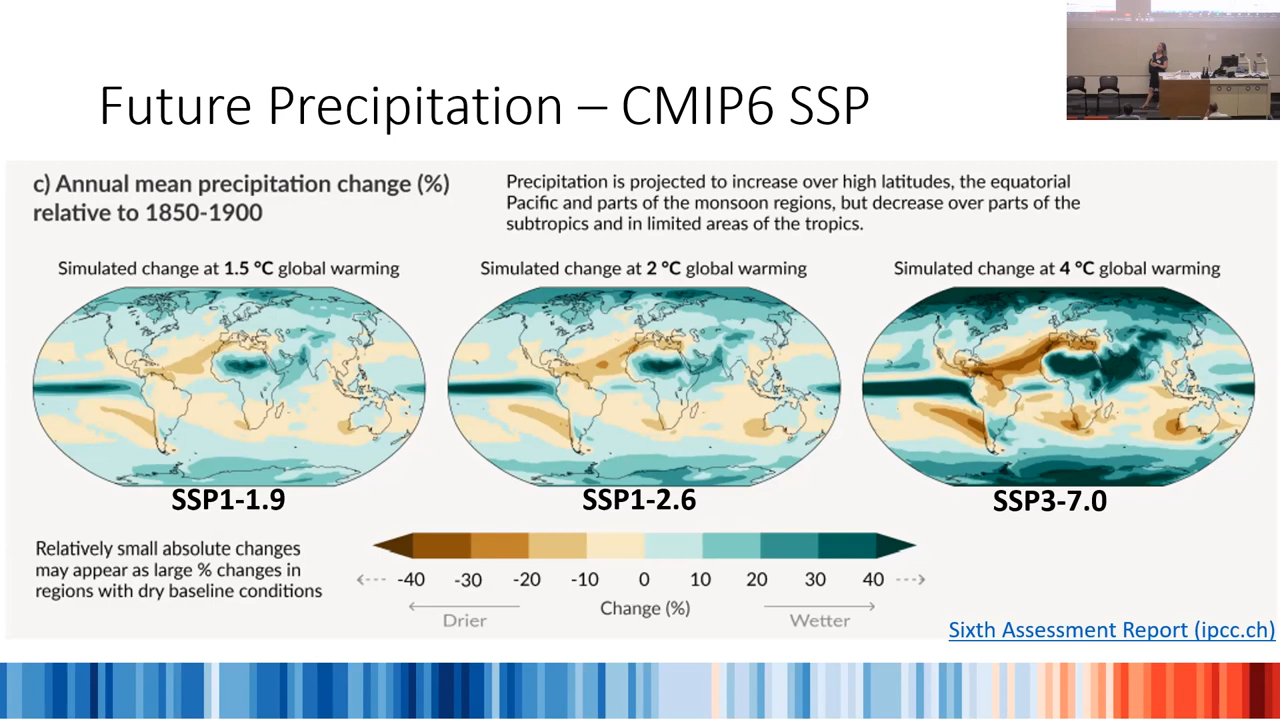 Future Precipitation – CMIP6 SSP
c) Annual mean precipitation change (%)
relative to 1850-1900
Precipitation is projected to increase over high latitudes, the equatorial
Pacific and parts of the monsoon regions, but decrease over parts of the
subtropics and in limited areas of the tropics.
Simulated change at 1.5 °C global warming
Simulated change at 2 °C global warming
Simulated change at 4 °C global warming
SSP1-1.9
SSP1-2.6
SSP3-7.0
Relatively small absolute changes
may appear as large % changes in
regions with dry baseline conditions
-40 -30 -20 -10 0 10 20 30 40
Change (%)
Drier
Wetter
Sixth Assessment Report (ipcc.ch)